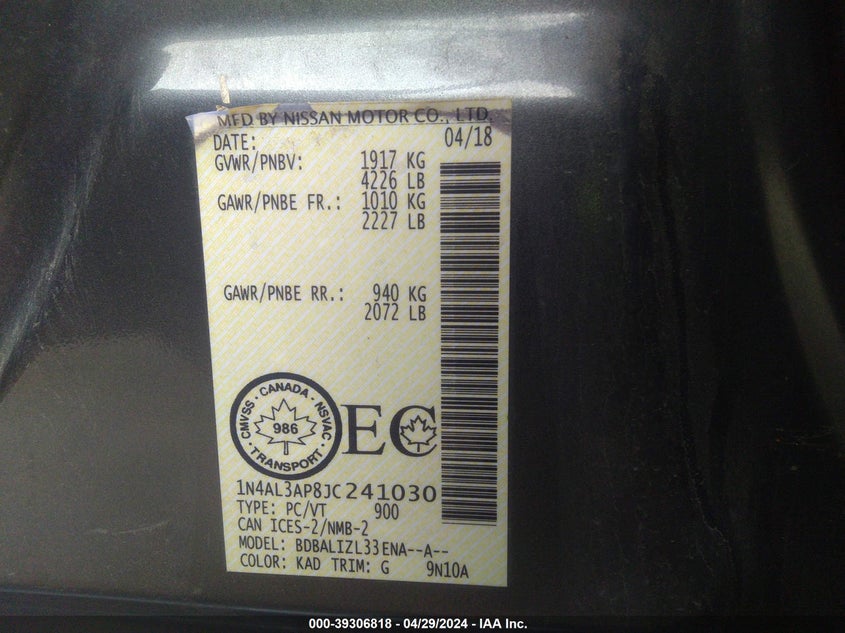 MFD BY NISSAN MOTOR CO., LTD.
DATE: 04/18
GVWR/PNBV: 1917 KG
4226 LB
GAWR/PNBE FR.: 1010 KG
2227 LB
GAWR/PNBE RR.: 940 KG
2072 LB
CMVSS · CANADA · NSVAC · TRANSPORT ·
986
EC
1N4AL3AP8JC241030
TYPE: PC/VT 900
CAN ICES-2/NMB-2
MODEL: BDBALIZL33ENA--A--
COLOR: KAD TRIM: G 9N10A
000-39306818 - 04/29/2024 - IAA Inc.